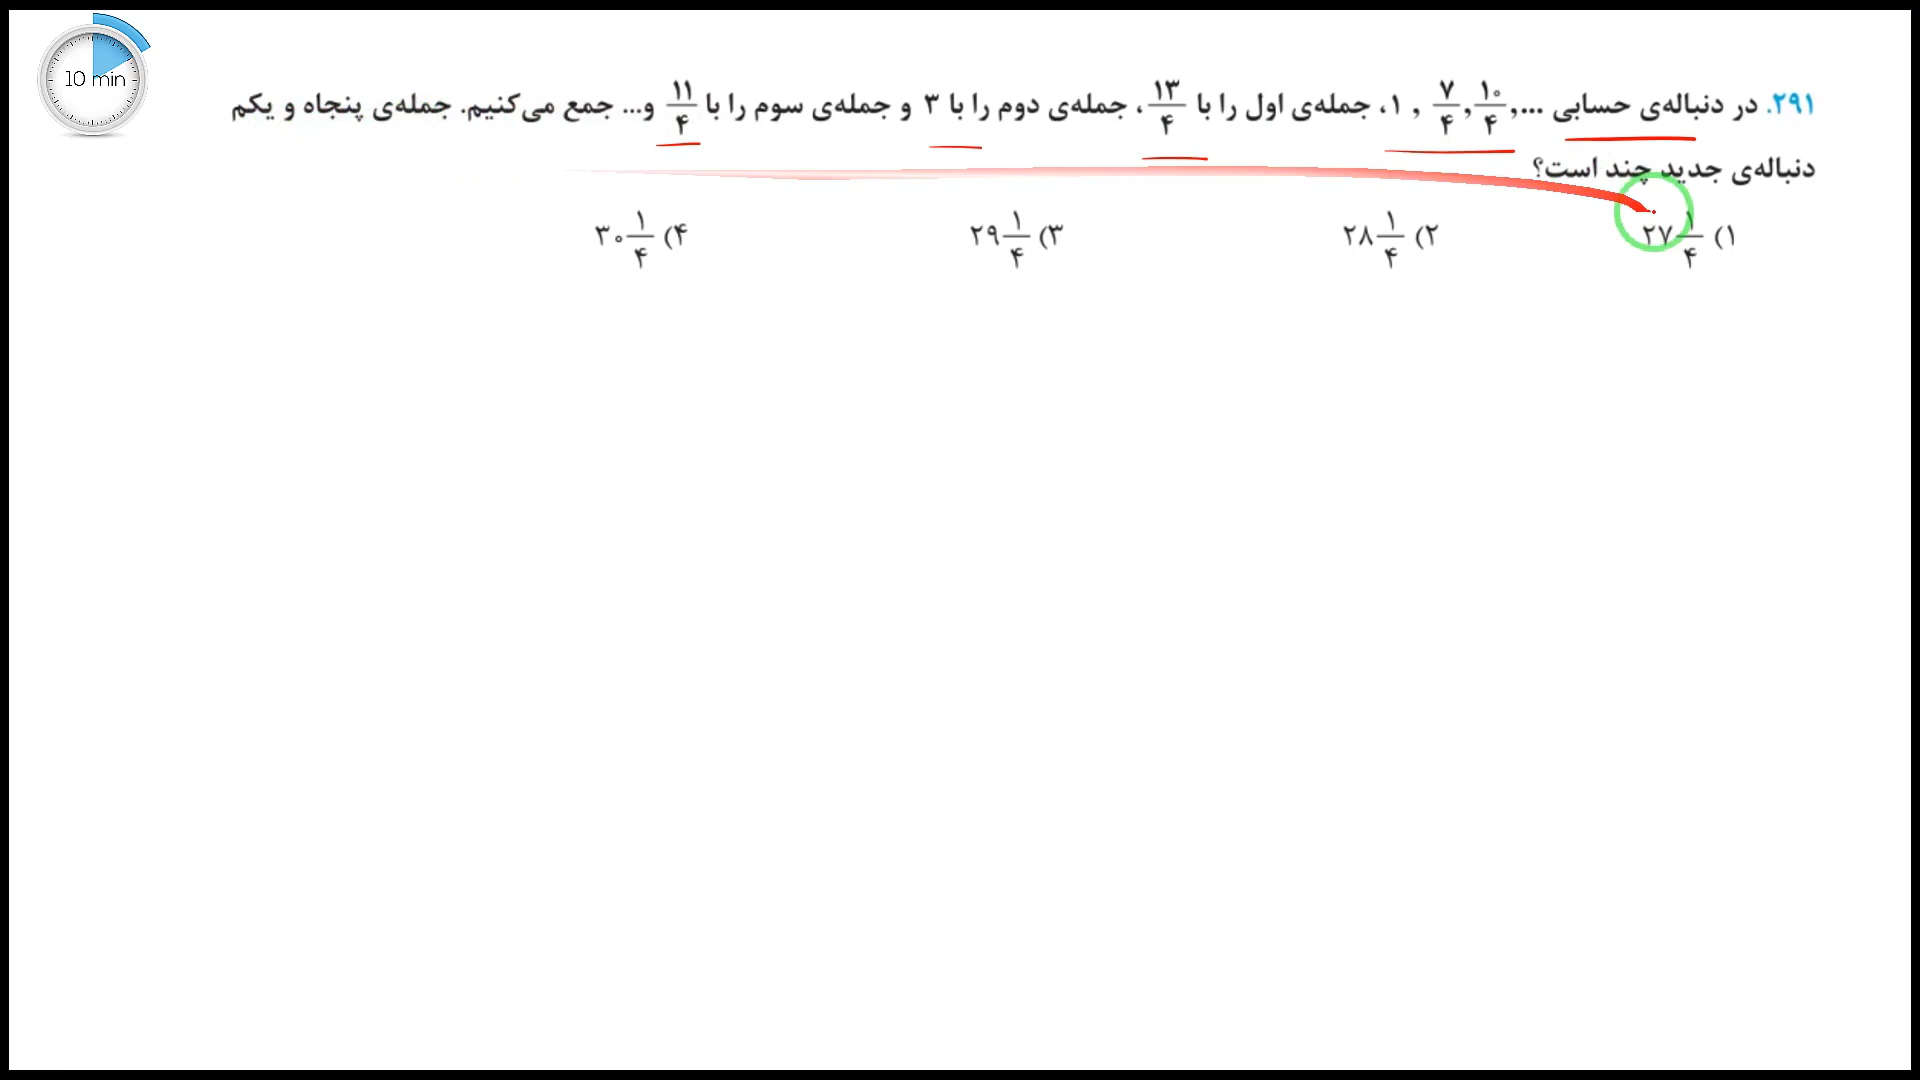 10 min
۲۹۱. در دنباله‌ی حسابی ...,۱۰/۴,۷/۴ , ۱، جمله‌ی اول را با ۱۳/۴، جمله‌ی دوم را با ۳ و جمله‌ی سوم را با ۱۱/۴ و... جمع می‌کنیم. جمله‌ی پنجاه و یکم
دنباله‌ی جدید چند است؟
۱) ۲۷ ۱/۴ ۲) ۲۸ ۱/۴ ۳) ۲۹ ۱/۴ ۴) ۳۰ ۱/۴